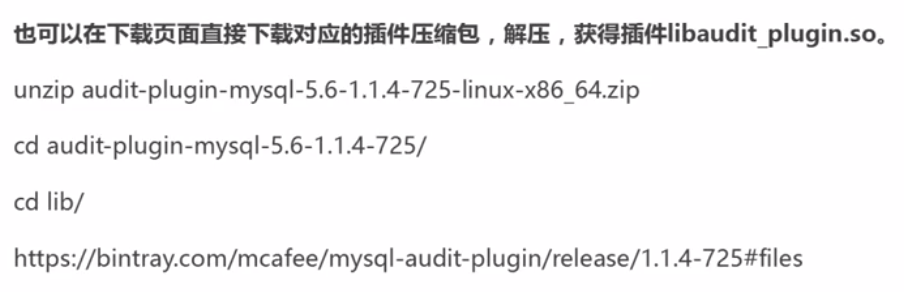 也可以在下载页面直接下载对应的插件压缩包，解压，获得插件libaudit_plugin.so。
unzip audit-plugin-mysql-5.6-1.1.4-725-linux-x86_64.zip
cd audit-plugin-mysql-5.6-1.1.4-725/
cd lib/
https://bintray.com/mcafee/mysql-audit-plugin/release/1.1.4-725#files